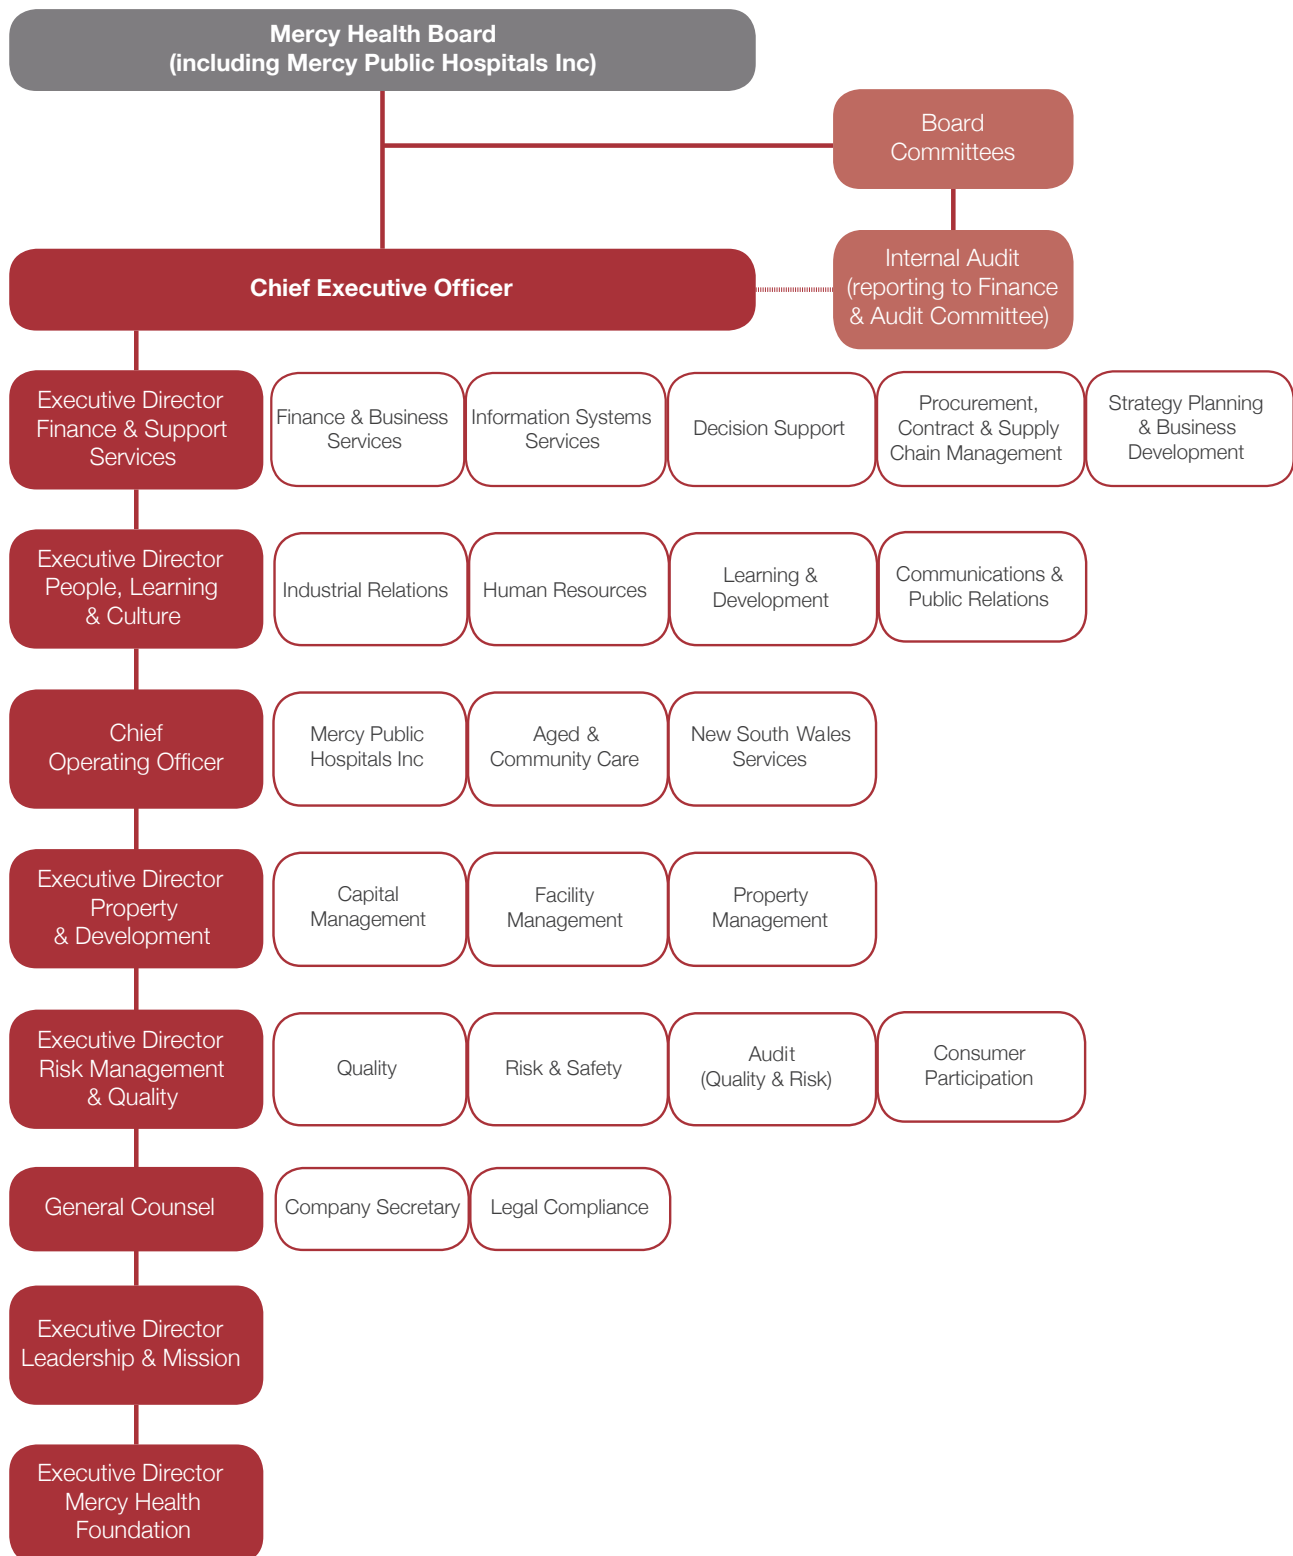 Mercy Health Board
(including Mercy Public Hospitals Inc)
Board
Committees
Chief Executive Officer
Internal Audit
(reporting to Finance
& Audit Committee)
Executive Director
Finance & Support
Services
Finance & Business
Services
Information Systems
Services
Decision Support
Procurement,
Contract & Supply
Chain Management
Strategy Planning
& Business
Development
Executive Director
People, Learning
& Culture
Industrial Relations
Human Resources
Learning &
Development
Communications &
Public Relations
Chief
Operating Officer
Mercy Public
Hospitals Inc
Aged &
Community Care
New South Wales
Services
Executive Director
Property
& Development
Capital
Management
Facility
Management
Property
Management
Executive Director
Risk Management
& Quality
Quality
Risk & Safety
Audit
(Quality & Risk)
Consumer
Participation
General Counsel
Company Secretary
Legal Compliance
Executive Director
Leadership & Mission
Executive Director
Mercy Health
Foundation